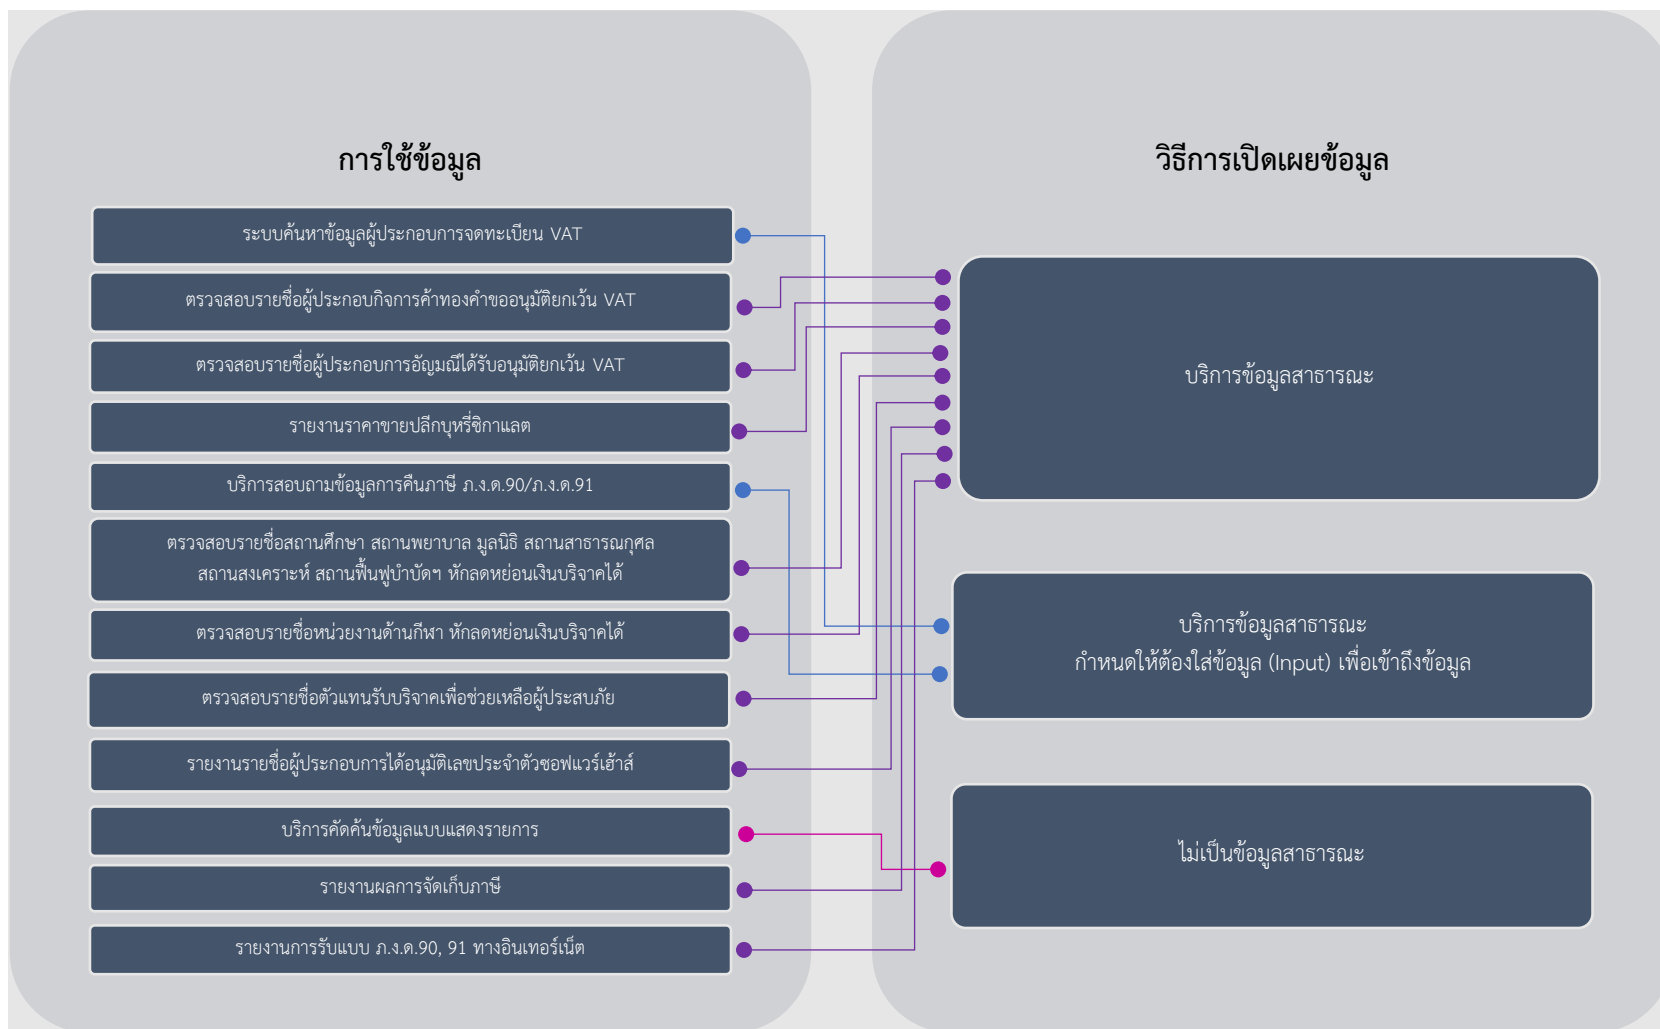 การใช้ข้อมูล
ระบบค้นหาข้อมูลผู้ประกอบการจดทะเบียน VAT
ตรวจสอบรายชื่อผู้ประกอบกิจการค้าทองคำขออนุมัติยกเว้น VAT
ตรวจสอบรายชื่อผู้ประกอบการอัญมณีได้รับอนุมัติยกเว้น VAT
รายงานราคาขายปลีกบุหรี่ซิกาแลต
บริการสอบถามข้อมูลการคืนภาษี ภ.ง.ด.90/ภ.ง.ด.91
ตรวจสอบรายชื่อสถานศึกษา สถานพยาบาล มูลนิธิ สถานสาธารณกุศล
สถานสงเคราะห์ สถานฟื้นฟูบำบัดฯ หักลดหย่อนเงินบริจาคได้
ตรวจสอบรายชื่อหน่วยงานด้านกีฬา หักลดหย่อนเงินบริจาคได้
ตรวจสอบรายชื่อตัวแทนรับบริจาคเพื่อช่วยเหลือผู้ประสบภัย
รายงานรายชื่อผู้ประกอบการได้อนุมัติเลขประจำตัวซอฟแวร์เฮ้าส์
บริการคัดค้นข้อมูลแบบแสดงรายการ
รายงานผลการจัดเก็บภาษี
รายงานการรับแบบ ภ.ง.ด.90, 91 ทางอินเทอร์เน็ต
วิธีการเปิดเผยข้อมูล
บริการข้อมูลสาธารณะ
บริการข้อมูลสาธารณะ
กำหนดให้ต้องใส่ข้อมูล (Input) เพื่อเข้าถึงข้อมูล
ไม่เป็นข้อมูลสาธารณะ